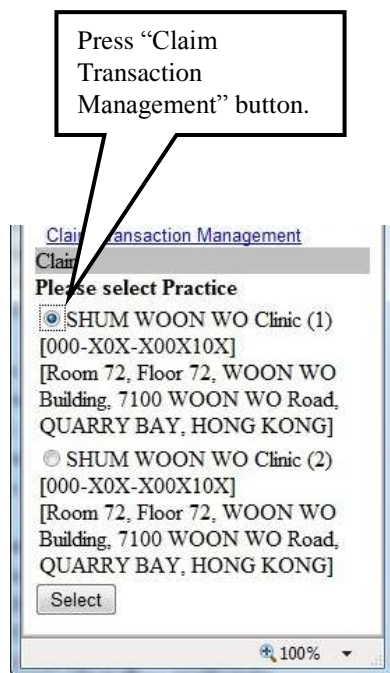 Press “Claim
Transaction
Management” button.
Claim Transaction Management
Claim
Please select Practice
SHUM WOON WO Clinic (1)
[000-X0X-X00X10X]
[Room 72, Floor 72, WOON WO
Building, 7100 WOON WO Road,
QUARRY BAY, HONG KONG]
SHUM WOON WO Clinic (2)
[000-X0X-X00X10X]
[Room 72, Floor 72, WOON WO
Building, 7100 WOON WO Road,
QUARRY BAY, HONG KONG]
Select
100%